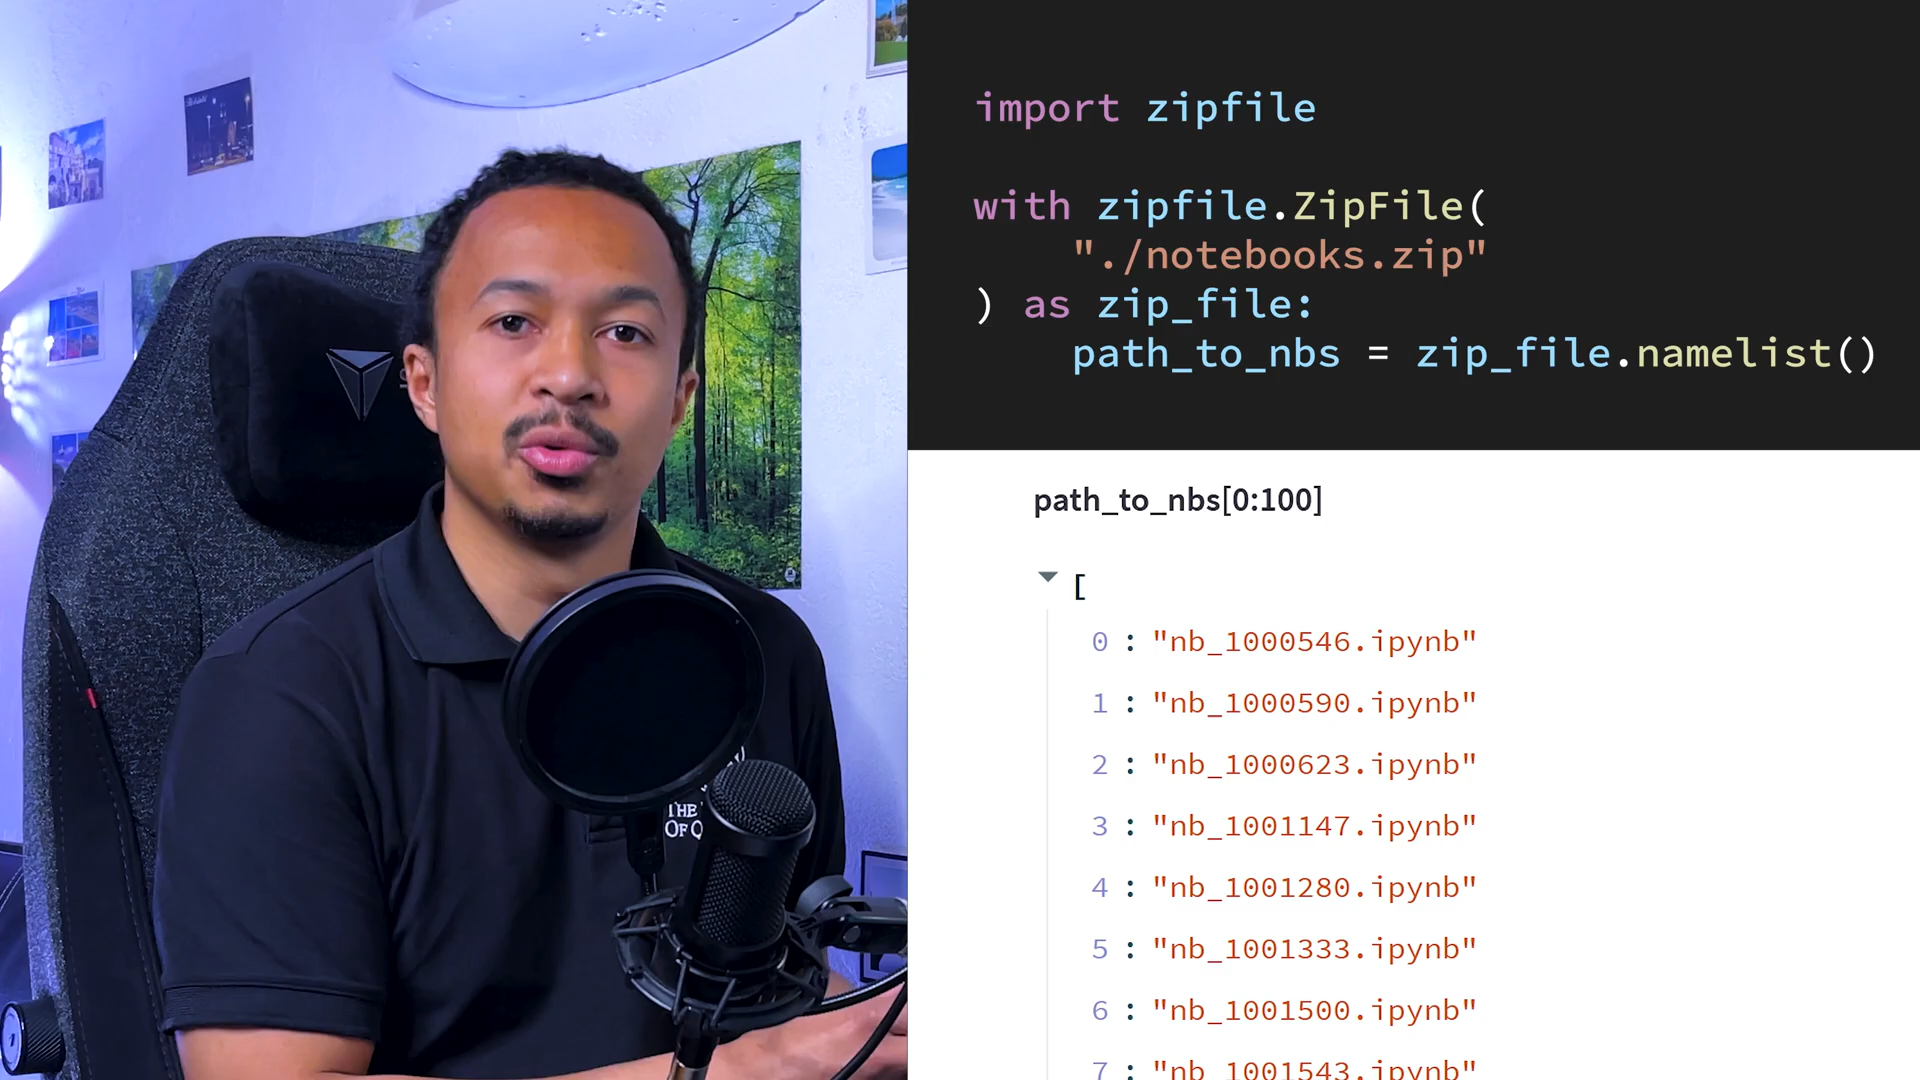 import zipfile
with zipfile.ZipFile(
"./notebooks.zip"
) as zip_file:
path_to_nbs = zip_file.namelist()
path_to_nbs[0:100]
[
0 : "nb_1000546.ipynb"
1 : "nb_1000590.ipynb"
2 : "nb_1000623.ipynb"
3 : "nb_1001147.ipynb"
4 : "nb_1001280.ipynb"
5 : "nb_1001333.ipynb"
6 : "nb_1001500.ipynb"
7 : "nb_1001543.ipynb"
THE
OF